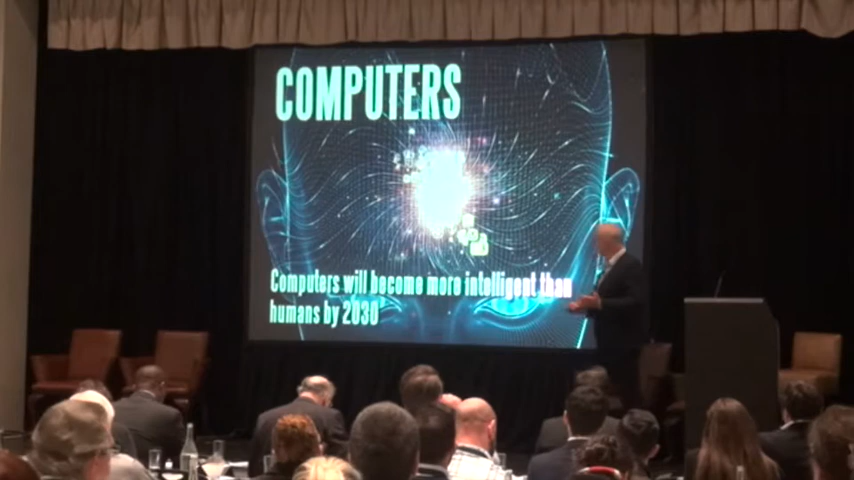 COMPUTERS
Computers will become more intelligent than
humans by 2030